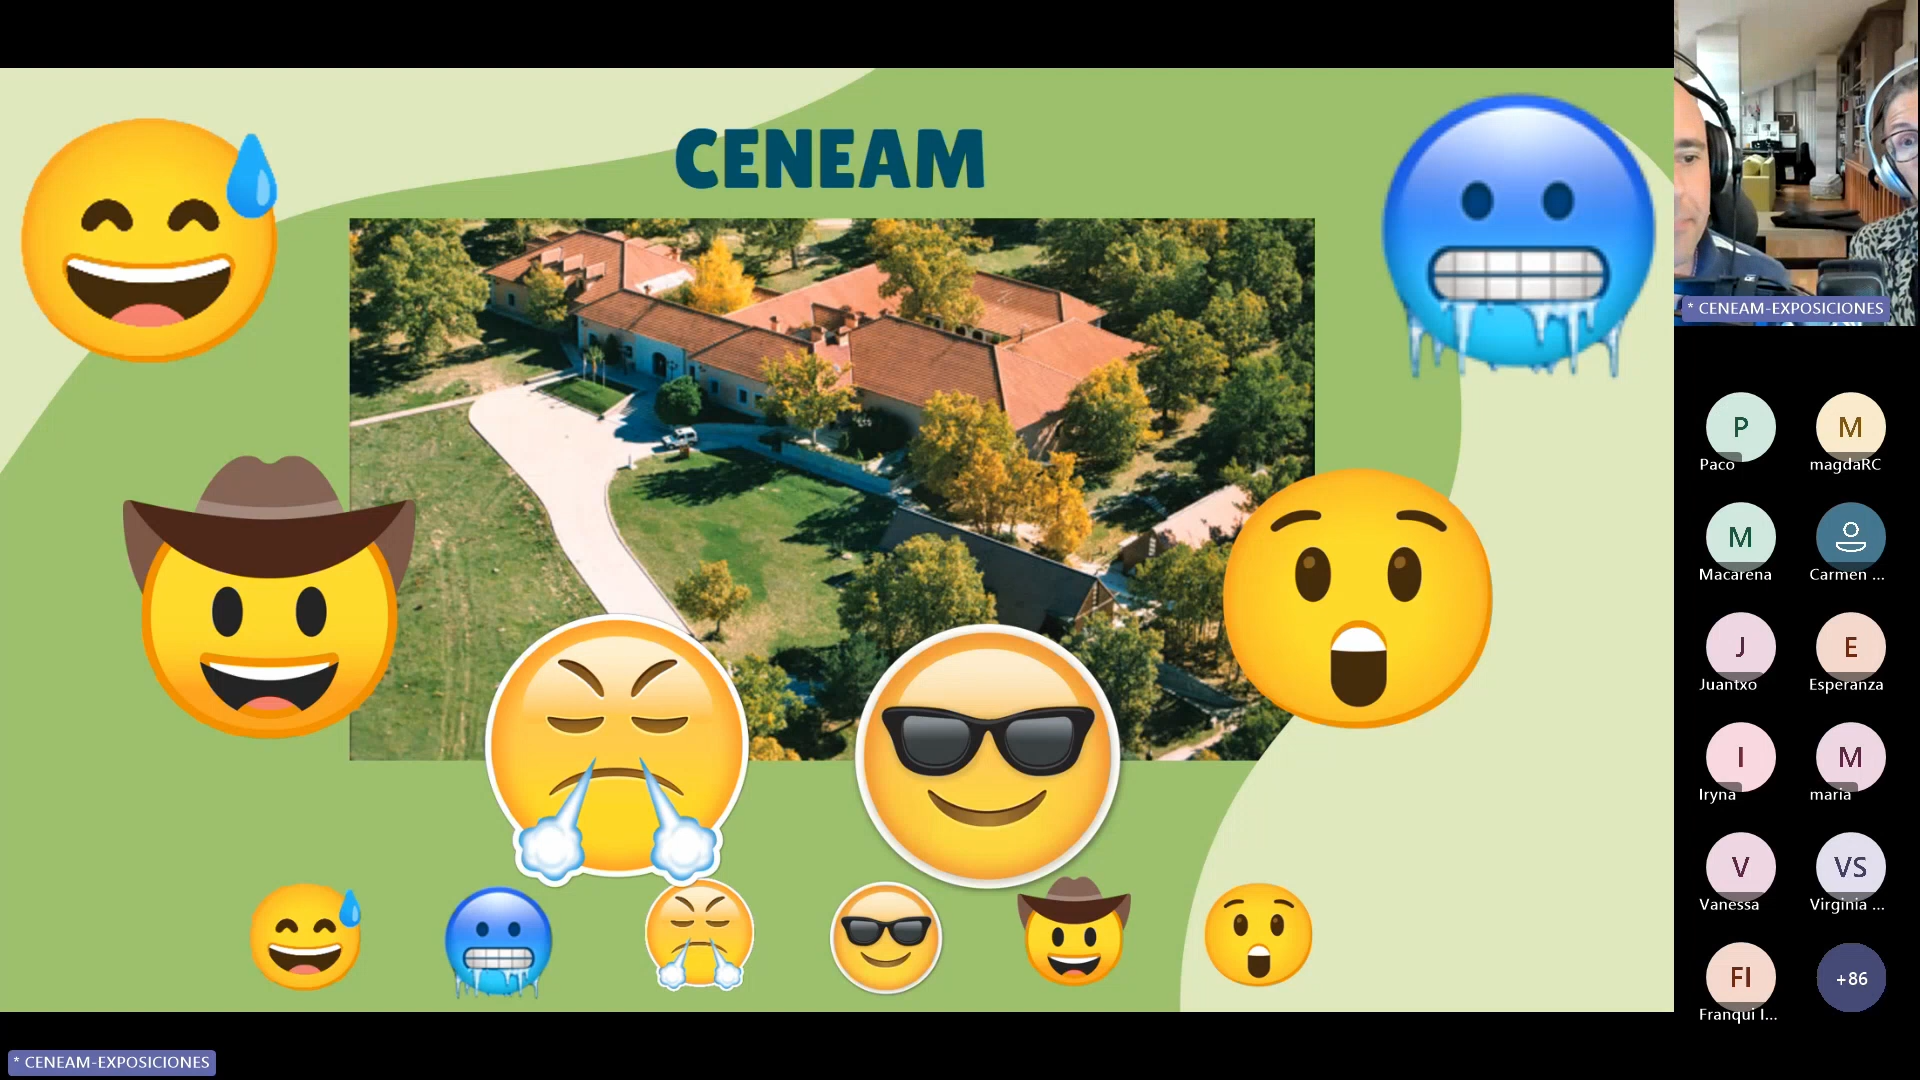 CENEAM
* CENEAM-EXPOSICIONES
P
M
Paco
magdaRC
M
Macarena
Carmen ...
J
E
Juantxo
Esperanza
I
M
Iryna
maria
V
VS
Vanessa
Virginia ...
FI
+86
Franqui I...
* CENEAM-EXPOSICIONES